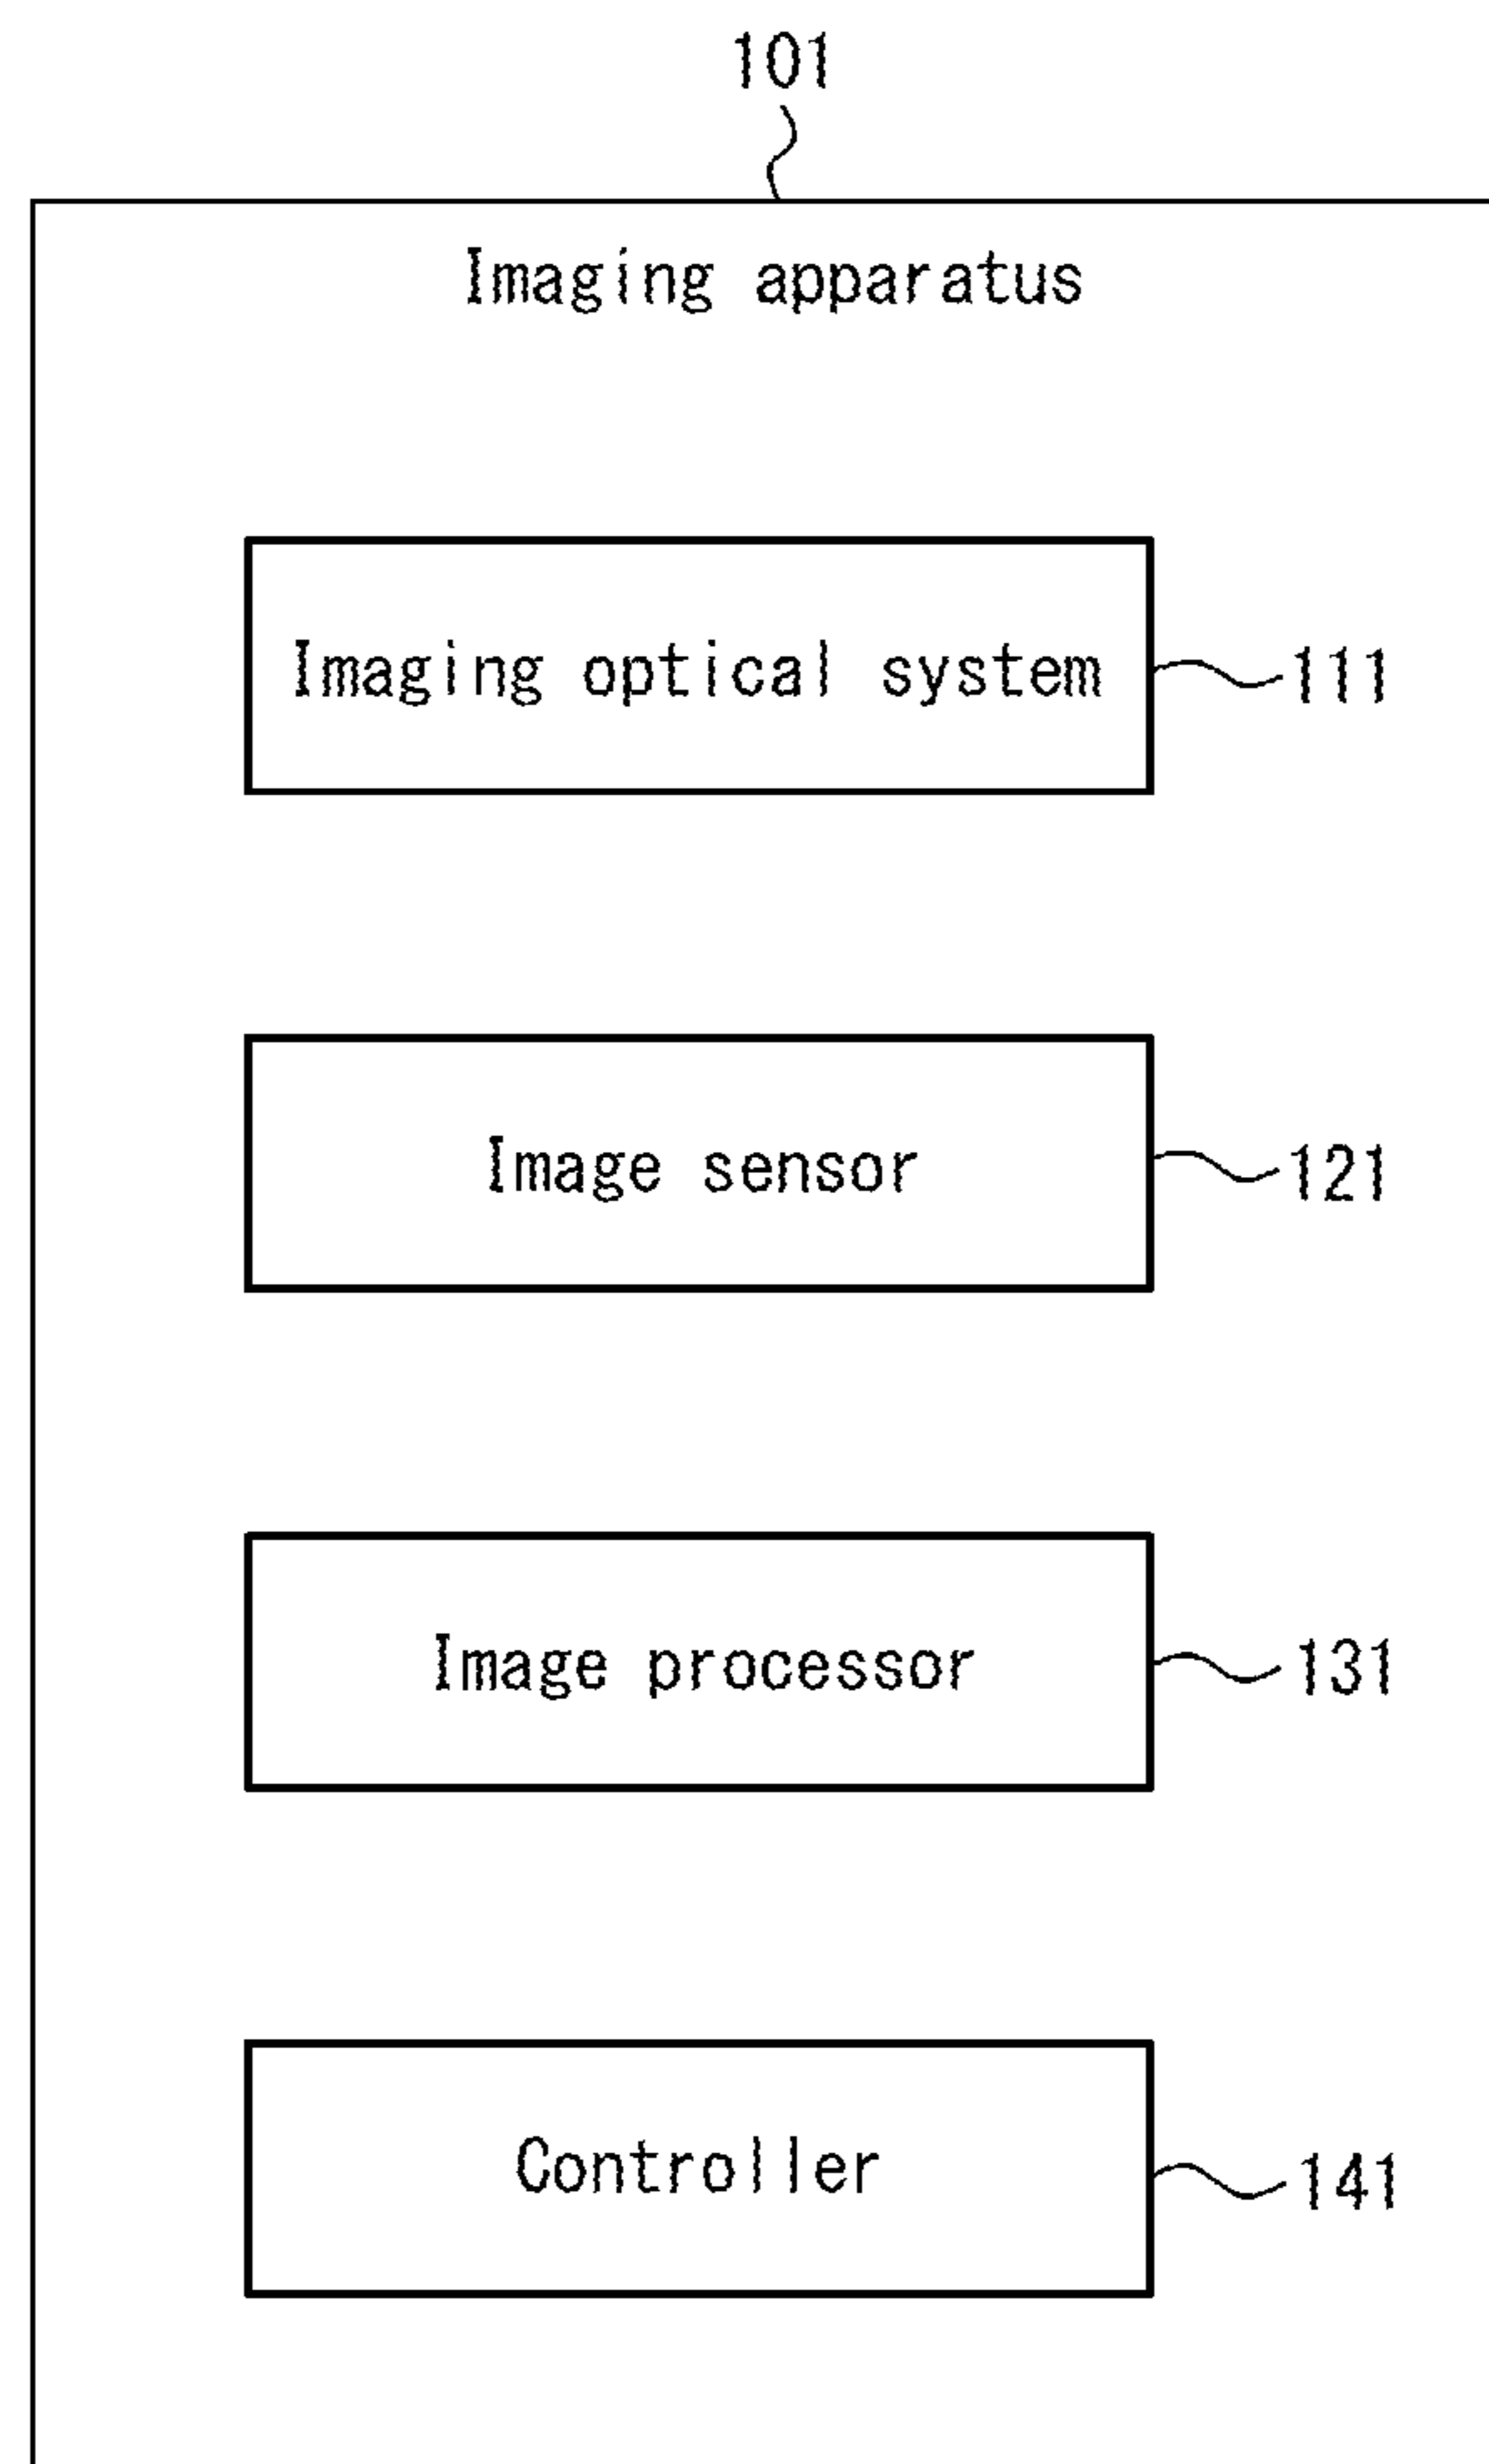 101
Imaging apparatus
Imaging optical system 111
Image sensor 121
Image processor 131
Controller 141